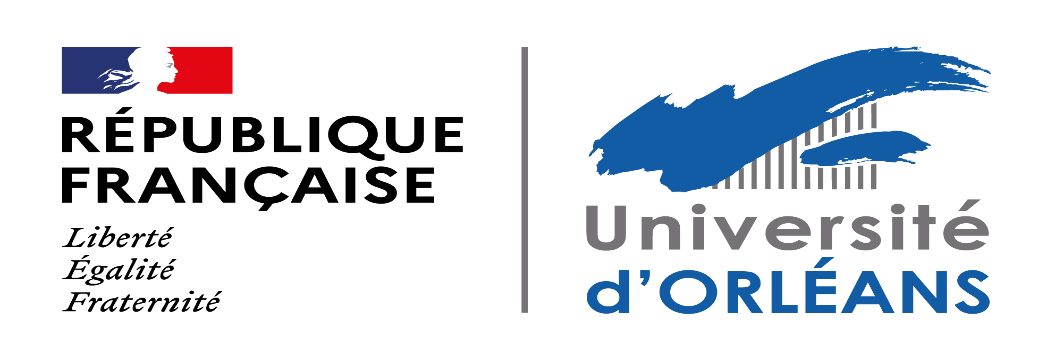 RÉPUBLIQUE
FRANÇAISE
Liberté
Égalité
Fraternité
Université
d'ORLÉANS